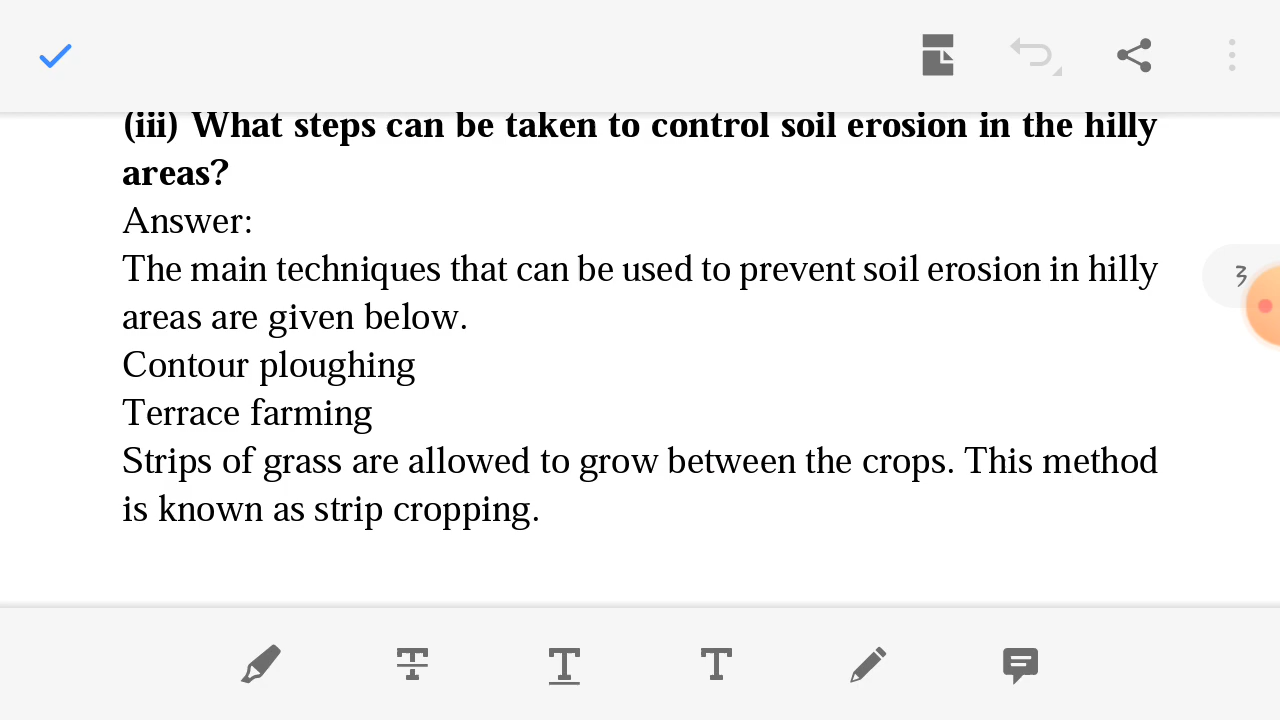 (iii) What steps can be taken to control soil erosion in the hilly
areas?
Answer:
The main techniques that can be used to prevent soil erosion in hilly
areas are given below.
Contour ploughing
Terrace farming
Strips of grass are allowed to grow between the crops. This method
is known as strip cropping.
3